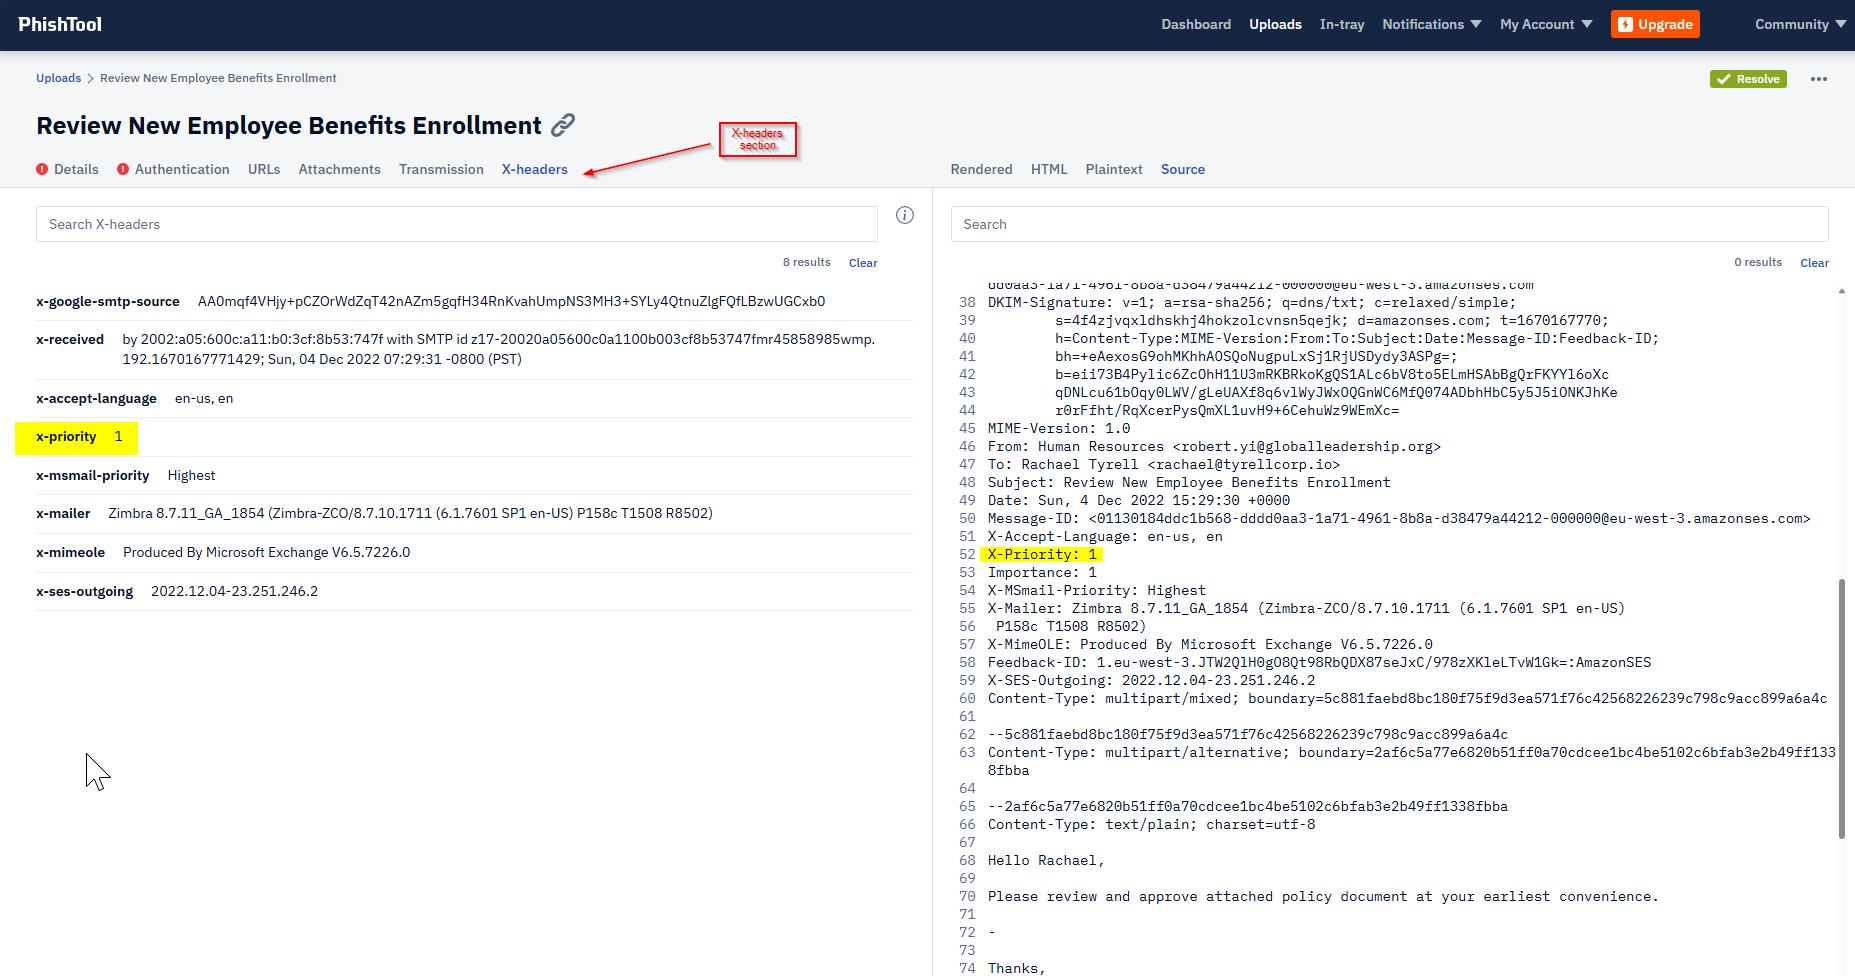 PhishTool
Dashboard Uploads In-tray Notifications My Account Upgrade Community
Uploads > Review New Employee Benefits Enrollment
Resolve
Review New Employee Benefits Enrollment
X-headers
section
Details Authentication URLs Attachments Transmission X-headers
Rendered HTML Plaintext Source
Search X-headers
8 results Clear
x-google-smtp-source AA0mqf4VHjy+pCZOrWdZqT42nAZm5gqfH34RnKvahUmpNS3MH3+SYLy4QtnuZlgFQfLBzwUGCxb0
x-received by 2002:a05:600c:a11:b0:3cf:8b53:747f with SMTP id z17-20020a05600c0a1100b003cf8b53747fmr45858985wmp.
192.1670167771429; Sun, 04 Dec 2022 07:29:31 -0800 (PST)
x-accept-language en-us, en
x-priority 1
x-msmail-priority Highest
x-mailer Zimbra 8.7.11_GA_1854 (Zimbra-ZCO/8.7.10.1711 (6.1.7601 SP1 en-US) P158c T1508 R8502)
x-mimeole Produced By Microsoft Exchange V6.5.7226.0
x-ses-outgoing 2022.12.04-23.251.246.2
Search
0 results Clear
dd0aa3-1a71-4961-8b8a-d38479a44212-000000@eu-west-3.amazonses.com
38 DKIM-Signature: v=1; a=rsa-sha256; q=dns/txt; c=relaxed/simple;
39 s=4f4zjvqxldhskhj4hokzolcvnsn5qejk; d=amazonses.com; t=1670167770;
40 h=Content-Type:MIME-Version:From:To:Subject:Date:Message-ID:Feedback-ID;
41 bh=+eAexosG9ohMKhhAOSQoNugpuLxSj1RjUSDydy3ASPg=;
42 b=eii73B4Pylic6ZcOhH11U3mRKBRkoKgQS1ALc6bV8to5ELmHSAbBgQrFKYYl6oXc
43 qDNLcu61bOqy0LWV/gLeUAXf8q6vlWyJWxOQGnWC6MfQ074ADbhHbC5y5J5iONKJhKe
44 r0rFfht/RqXcerPysQmXL1uvH9+6CehuWz9WEmXc=
45 MIME-Version: 1.0
46 From: Human Resources <robert.yi@globalleadership.org>
47 To: Rachael Tyrell <rachael@tyrellcorp.io>
48 Subject: Review New Employee Benefits Enrollment
49 Date: Sun, 4 Dec 2022 15:29:30 +0000
50 Message-ID: <01130184ddc1b568-dddd0aa3-1a71-4961-8b8a-d38479a44212-000000@eu-west-3.amazonses.com>
51 X-Accept-Language: en-us, en
52 X-Priority: 1
53 Importance: 1
54 X-MSmail-Priority: Highest
55 X-Mailer: Zimbra 8.7.11_GA_1854 (Zimbra-ZCO/8.7.10.1711 (6.1.7601 SP1 en-US)
56 P158c T1508 R8502)
57 X-MimeOLE: Produced By Microsoft Exchange V6.5.7226.0
58 Feedback-ID: 1.eu-west-3.JTW2QlH0gO8Qt98RbQDX87seJxC/978zXKleLTvW1Gk=:AmazonSES
59 X-SES-Outgoing: 2022.12.04-23.251.246.2
60 Content-Type: multipart/mixed; boundary=5c881faebd8bc180f75f9d3ea571f76c42568226239c798c9acc899a6a4c
61
62 --5c881faebd8bc180f75f9d3ea571f76c42568226239c798c9acc899a6a4c
63 Content-Type: multipart/alternative; boundary=2af6c5a77e6820b51ff0a70cdcee1bc4be5102c6bfab3e2b49ff133
8fbba
64
65 --2af6c5a77e6820b51ff0a70cdcee1bc4be5102c6bfab3e2b49ff1338fbba
66 Content-Type: text/plain; charset=utf-8
67
68 Hello Rachael,
69
70 Please review and approve attached policy document at your earliest convenience.
71
72 -
73
74 Thanks,